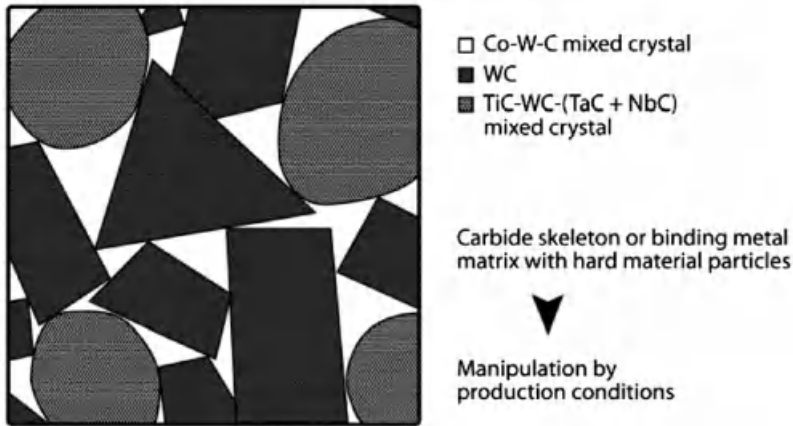 Co-W-C mixed crystal
WC
TiC-WC-(TaC + NbC)
mixed crystal
Carbide skeleton or binding metal
matrix with hard material particles
Manipulation by
production conditions